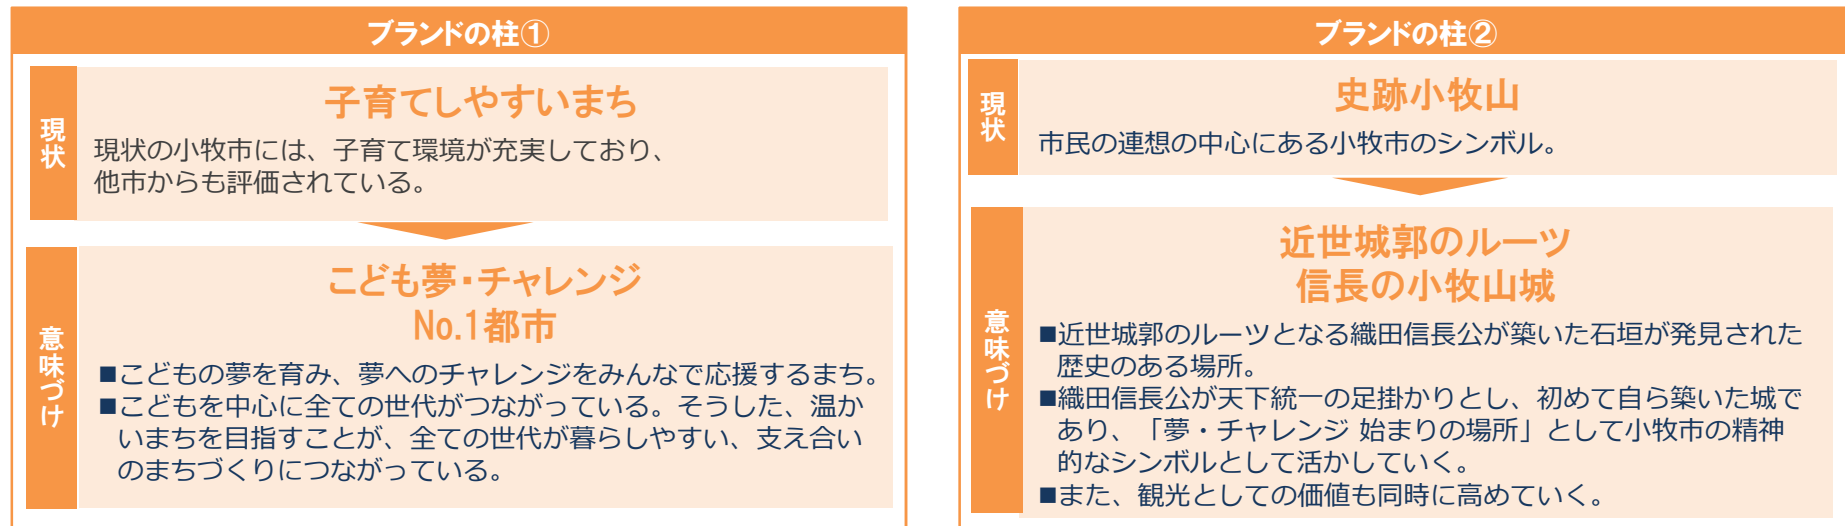 ブランドの柱①
現状
子育てしやすいまち
現状の小牧市には、子育て環境が充実しており、
他市からも評価されている。
意味づけ
こども夢・チャレンジ
No.1都市
■こどもの夢を育み、夢へのチャレンジをみんなで応援するまち。
■こどもを中心に全ての世代がつながっている。そうした、温か
いまちを目指すことが、全ての世代が暮らしやすい、支え合い
のまちづくりにつながっている。
ブランドの柱②
現状
史跡小牧山
市民の連想の中心にある小牧市のシンボル。
意味づけ
近世城郭のルーツ
信長の小牧山城
■近世城郭のルーツとなる織田信長公が築いた石垣が発見された
歴史のある場所。
■織田信長公が天下統一の足掛かりとし、初めて自ら築いた城で
あり、「夢・チャレンジ 始まりの場所」として小牧市の精神
的なシンボルとして活かしていく。
■また、観光としての価値も同時に高めていく。